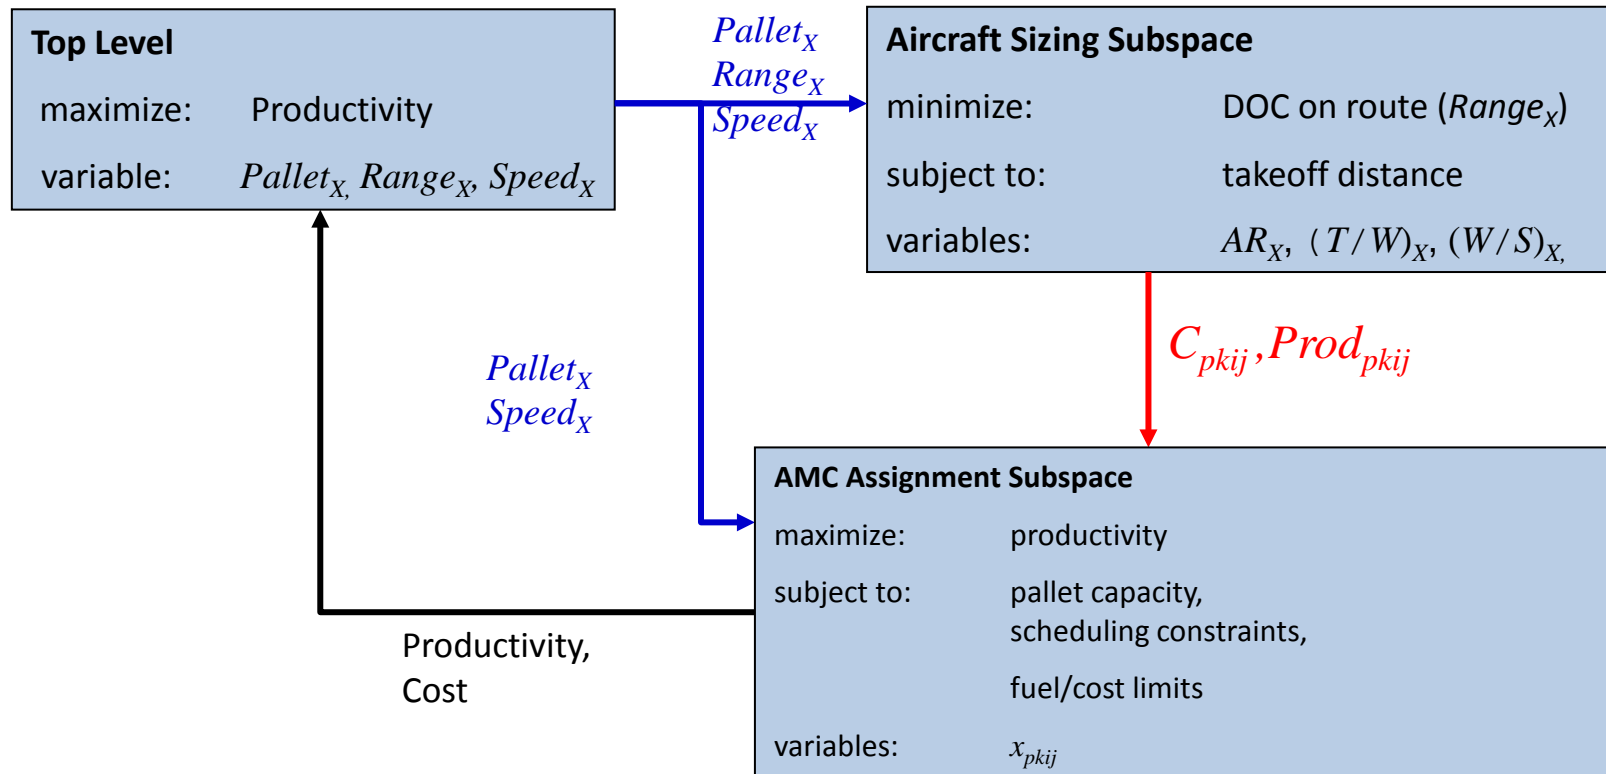 Top Level
maximize: Productivity
variable: Pallet_X, Range_X, Speed_X
Pallet_X
Range_X
Speed_X
Aircraft Sizing Subspace
minimize: DOC on route (Range_X)
subject to: takeoff distance
variables: AR_X, (T/W)_X, (W/S)_X,
Pallet_X
Speed_X
C_pkij, Prod_pkij
Productivity,
Cost
AMC Assignment Subspace
maximize: productivity
subject to: pallet capacity,
scheduling constraints,
fuel/cost limits
variables: x_pkij